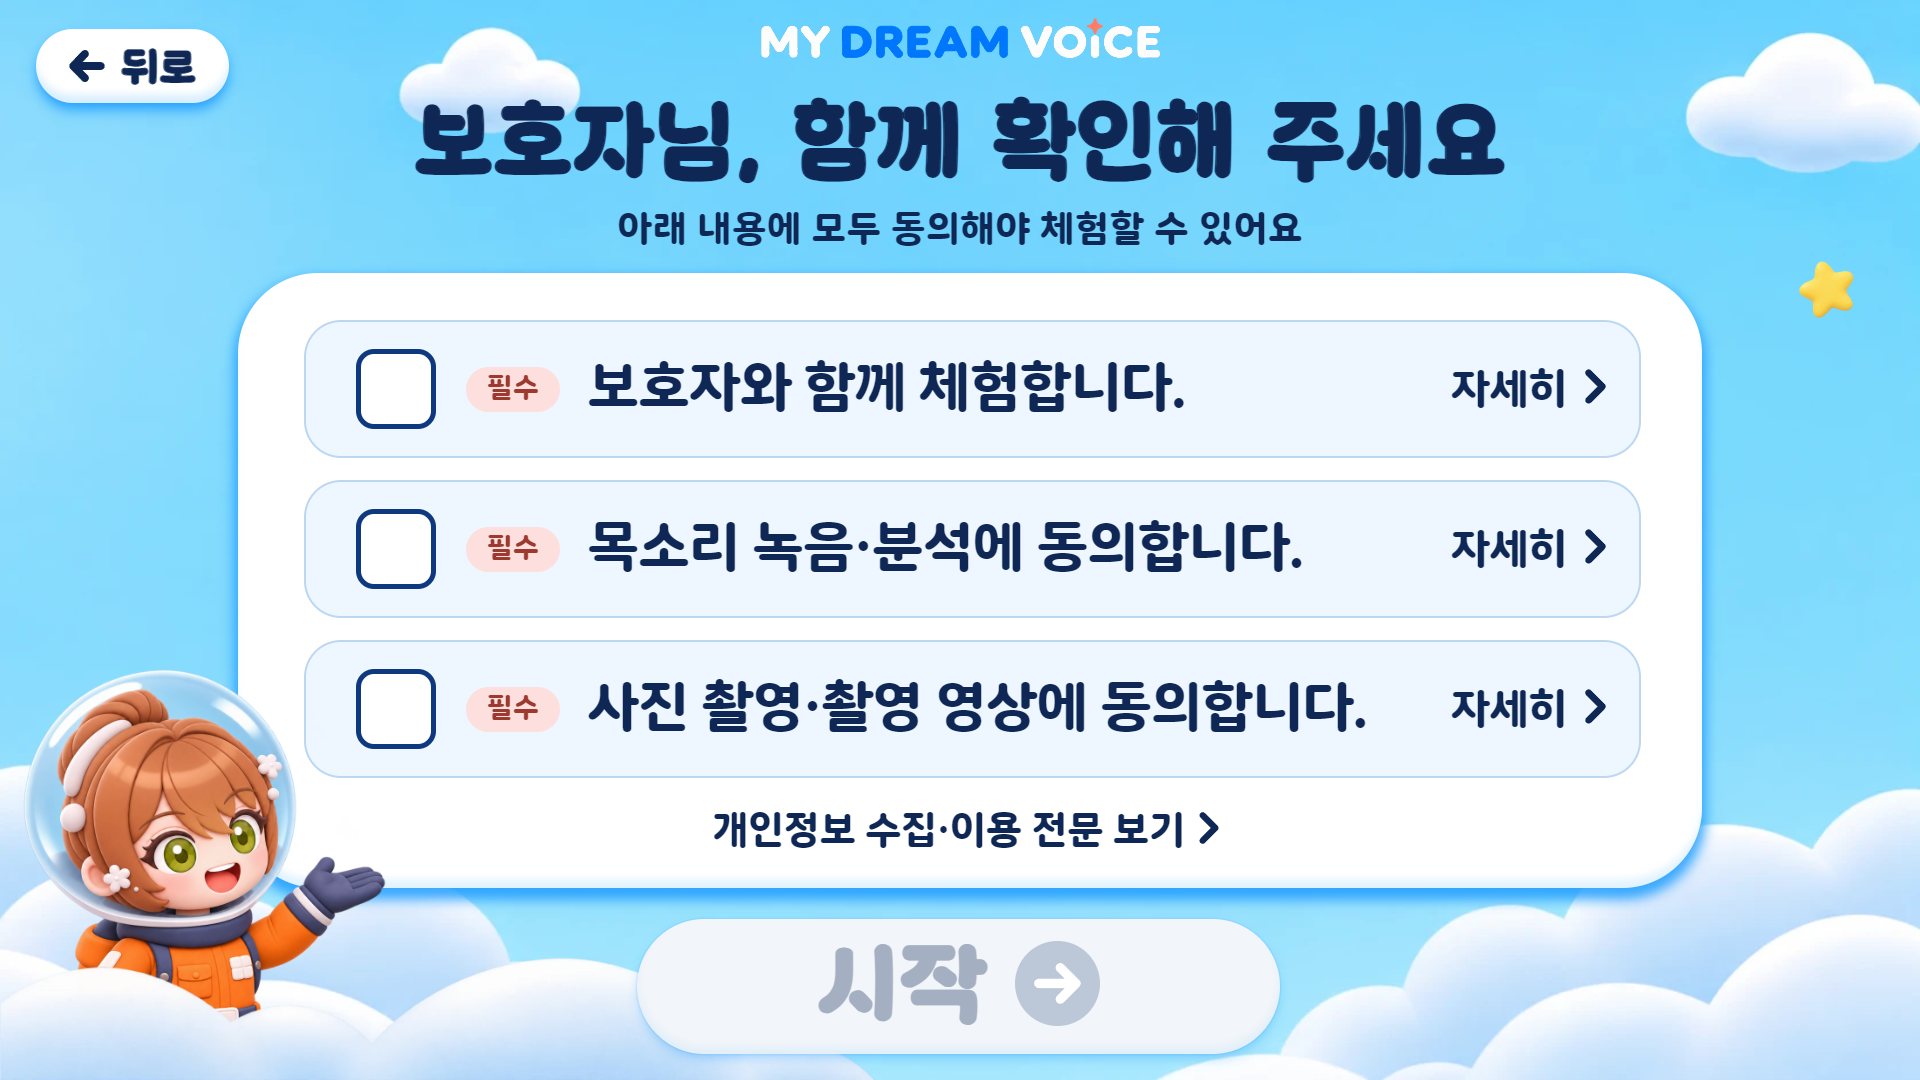 뒤로
MY DREAM VOiCE
보호자님, 함께 확인해 주세요
아래 내용에 모두 동의해야 체험할 수 있어요
필수 보호자와 함께 체험합니다. 자세히
필수 목소리 녹음·분석에 동의합니다. 자세히
필수 사진 촬영·촬영 영상에 동의합니다. 자세히
개인정보 수집·이용 전문 보기
시작